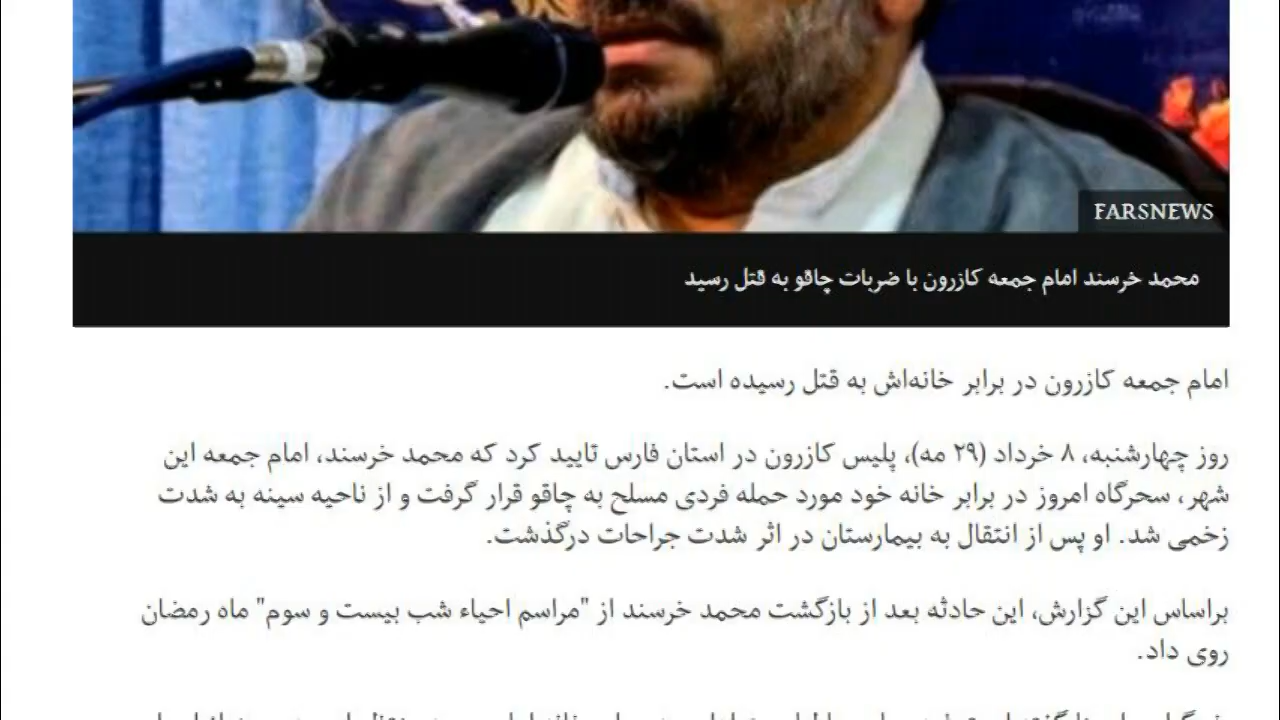 FARSNEWS
محمد خرسند امام جمعه کازرون با ضربات چاقو به قتل رسید
امام جمعه کازرون در برابر خانه‌اش به قتل رسیده است.
روز چهارشنبه، ۸ خرداد (۲۹ مه)، پلیس کازرون در استان فارس تایید کرد که محمد خرسند، امام جمعه این
شهر، سحرگاه امروز در برابر خانه خود مورد حمله فردی مسلح به چاقو قرار گرفت و از ناحیه سینه به شدت
زخمی شد. او پس از انتقال به بیمارستان در اثر شدت جراحات درگذشت.
براساس این گزارش، این حادثه بعد از بازگشت محمد خرسند از "مراسم احیاء شب بیست و سوم" ماه رمضان
روی داد.